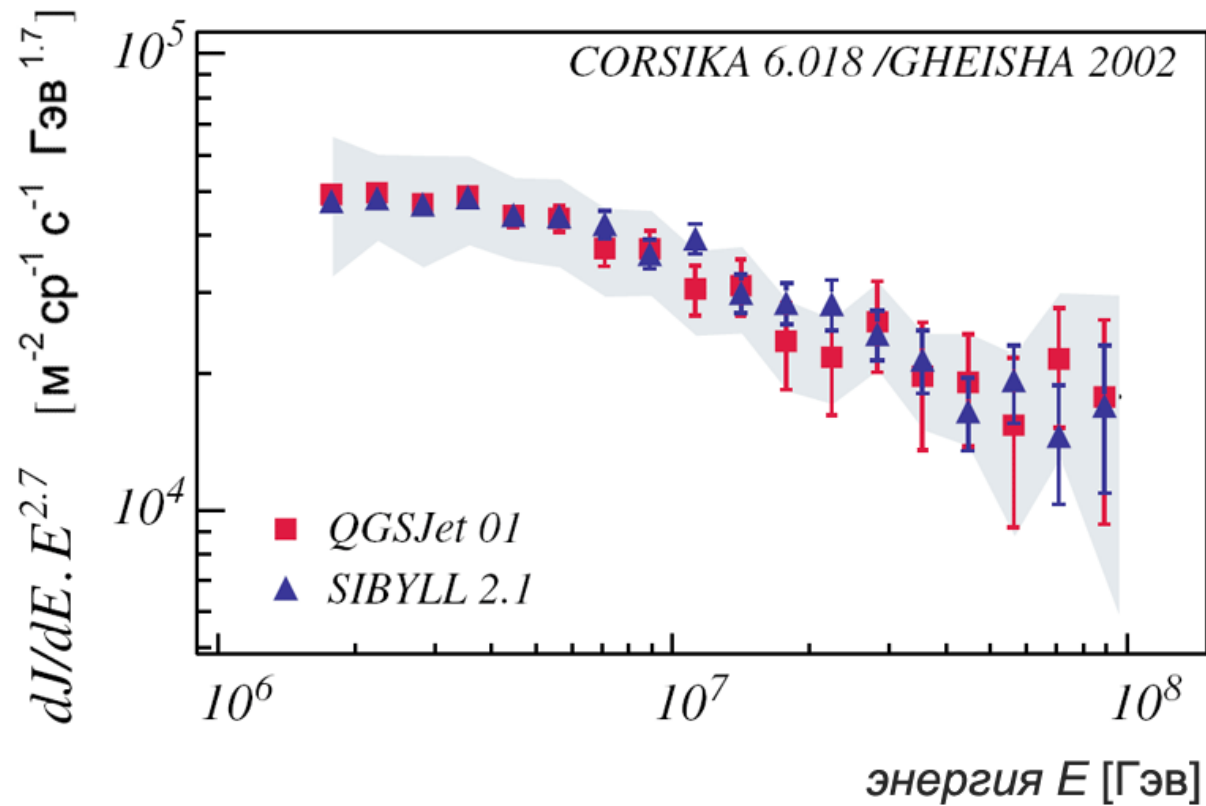 10^5
CORSIKA 6.018 /GHEISHA 2002
dJ/dE. E^2.7 [м^-2 ср^-1 с^-1 Гэв^1.7]
10^4
QGSJet 01
SIBYLL 2.1
10^6 10^7 10^8
энергия E [Гэв]